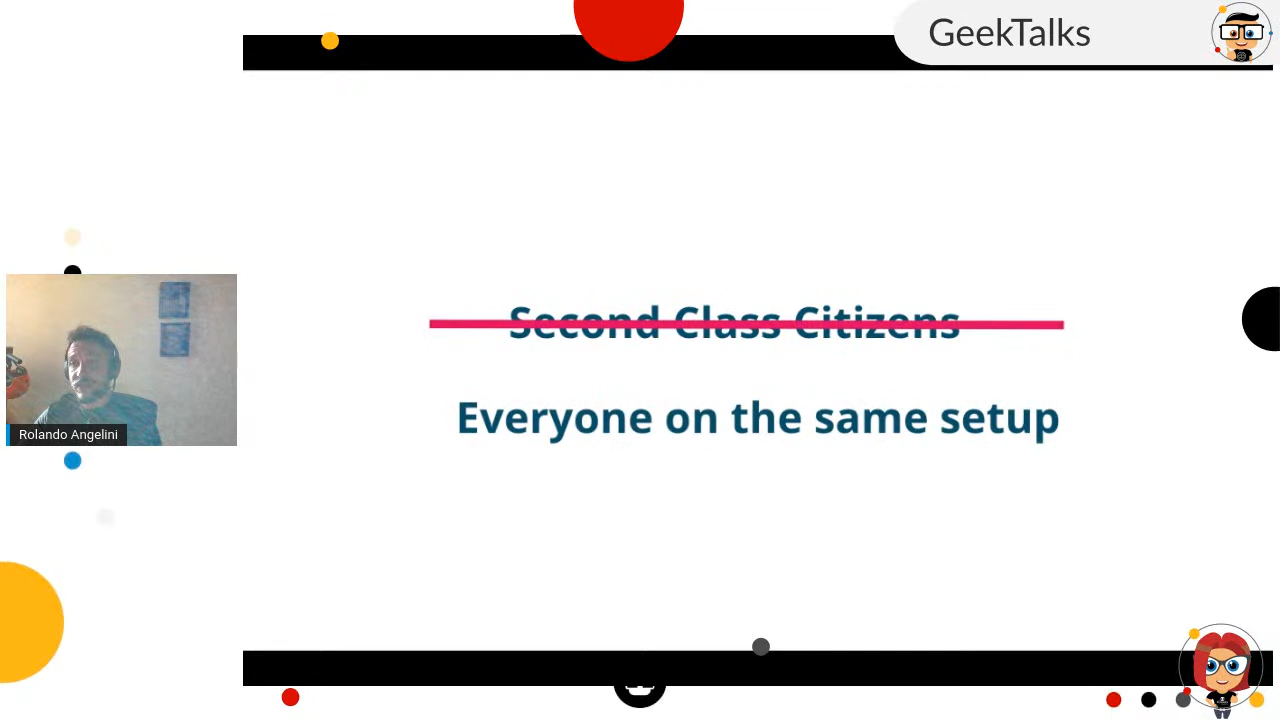 GeekTalks
Second Class Citizens
Everyone on the same setup
Rolando Angelini